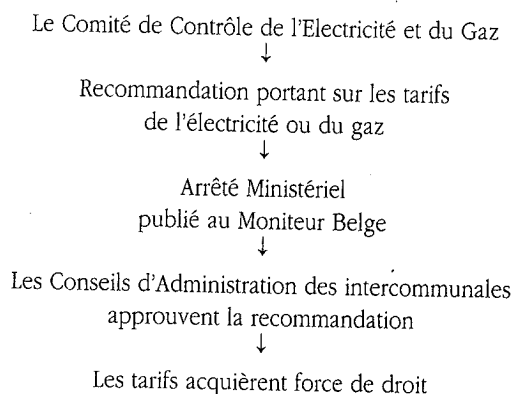 Le Comité de Contrôle de l'Electricité et du Gaz
↓
Recommandation portant sur les tarifs
de l'électricité ou du gaz
↓
Arrêté Ministériel
publié au Moniteur Belge
↓
Les Conseils d'Administration des intercommunales
approuvent la recommandation
↓
Les tarifs acquièrent force de droit